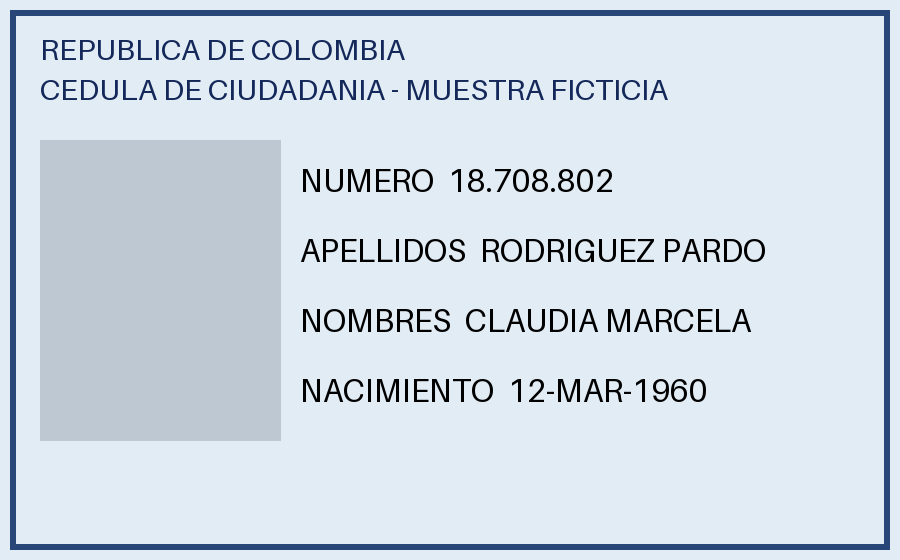 REPUBLICA DE COLOMBIA
CEDULA DE CIUDADANIA - MUESTRA FICTICIA
NUMERO 18.708.802
APELLIDOS RODRIGUEZ PARDO
NOMBRES CLAUDIA MARCELA
NACIMIENTO 12-MAR-1960